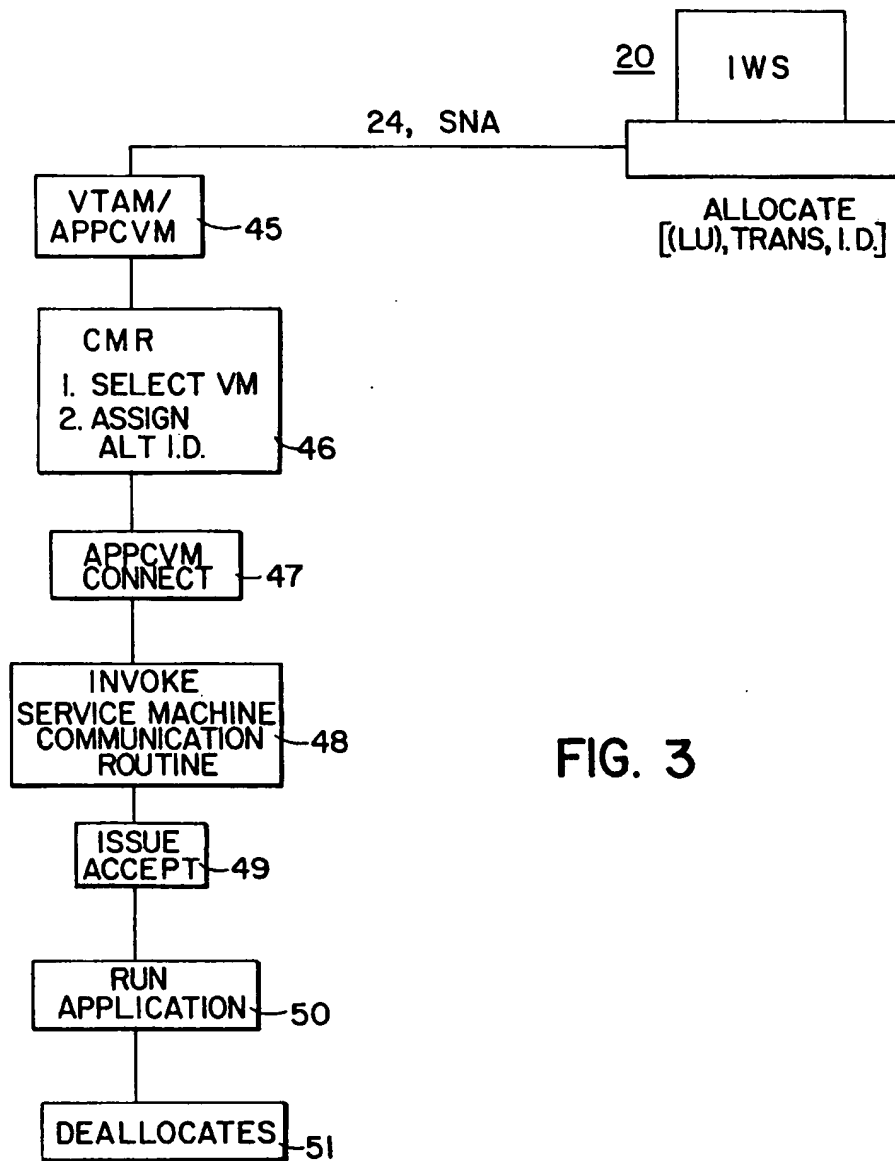 20
IWS
24, SNA
ALLOCATE
[(LU), TRANS, I.D.]
VTAM/
APPCVM
45
CMR
1. SELECT VM
2. ASSIGN
ALT I.D.
46
APPCVM
CONNECT
47
INVOKE
SERVICE MACHINE
COMMUNICATION
ROUTINE
48
FIG. 3
ISSUE
ACCEPT
49
RUN
APPLICATION
50
DEALLOCATES
51